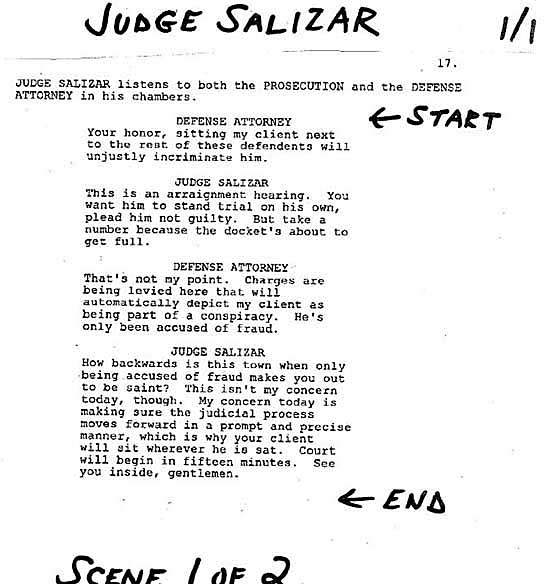 JUDGE SALIZAR 1/1
17.
JUDGE SALIZAR listens to both the PROSECUTION and the DEFENSE
ATTORNEY in his chambers.
← START
DEFENSE ATTORNEY
Your honor, sitting my client next
to the rest of these defendents will
unjustly incriminate him.
JUDGE SALIZAR
This is an arraignment hearing. You
want him to stand trial on his own,
plead him not guilty. But take a
number because the docket's about to
get full.
DEFENSE ATTORNEY
That's not my point. Charges are
being levied here that will
automatically depict my client as
being part of a conspiracy. He's
only been accused of fraud.
JUDGE SALIZAR
How backwards is this town when only
being accused of fraud makes you out
to be saint? This isn't my concern
today, though. My concern today is
making sure the judicial process
moves forward in a prompt and precise
manner, which is why your client
will sit wherever he is sat. Court
will begin in fifteen minutes. See
you inside, gentlemen.
← END
SCENE 1 OF 2